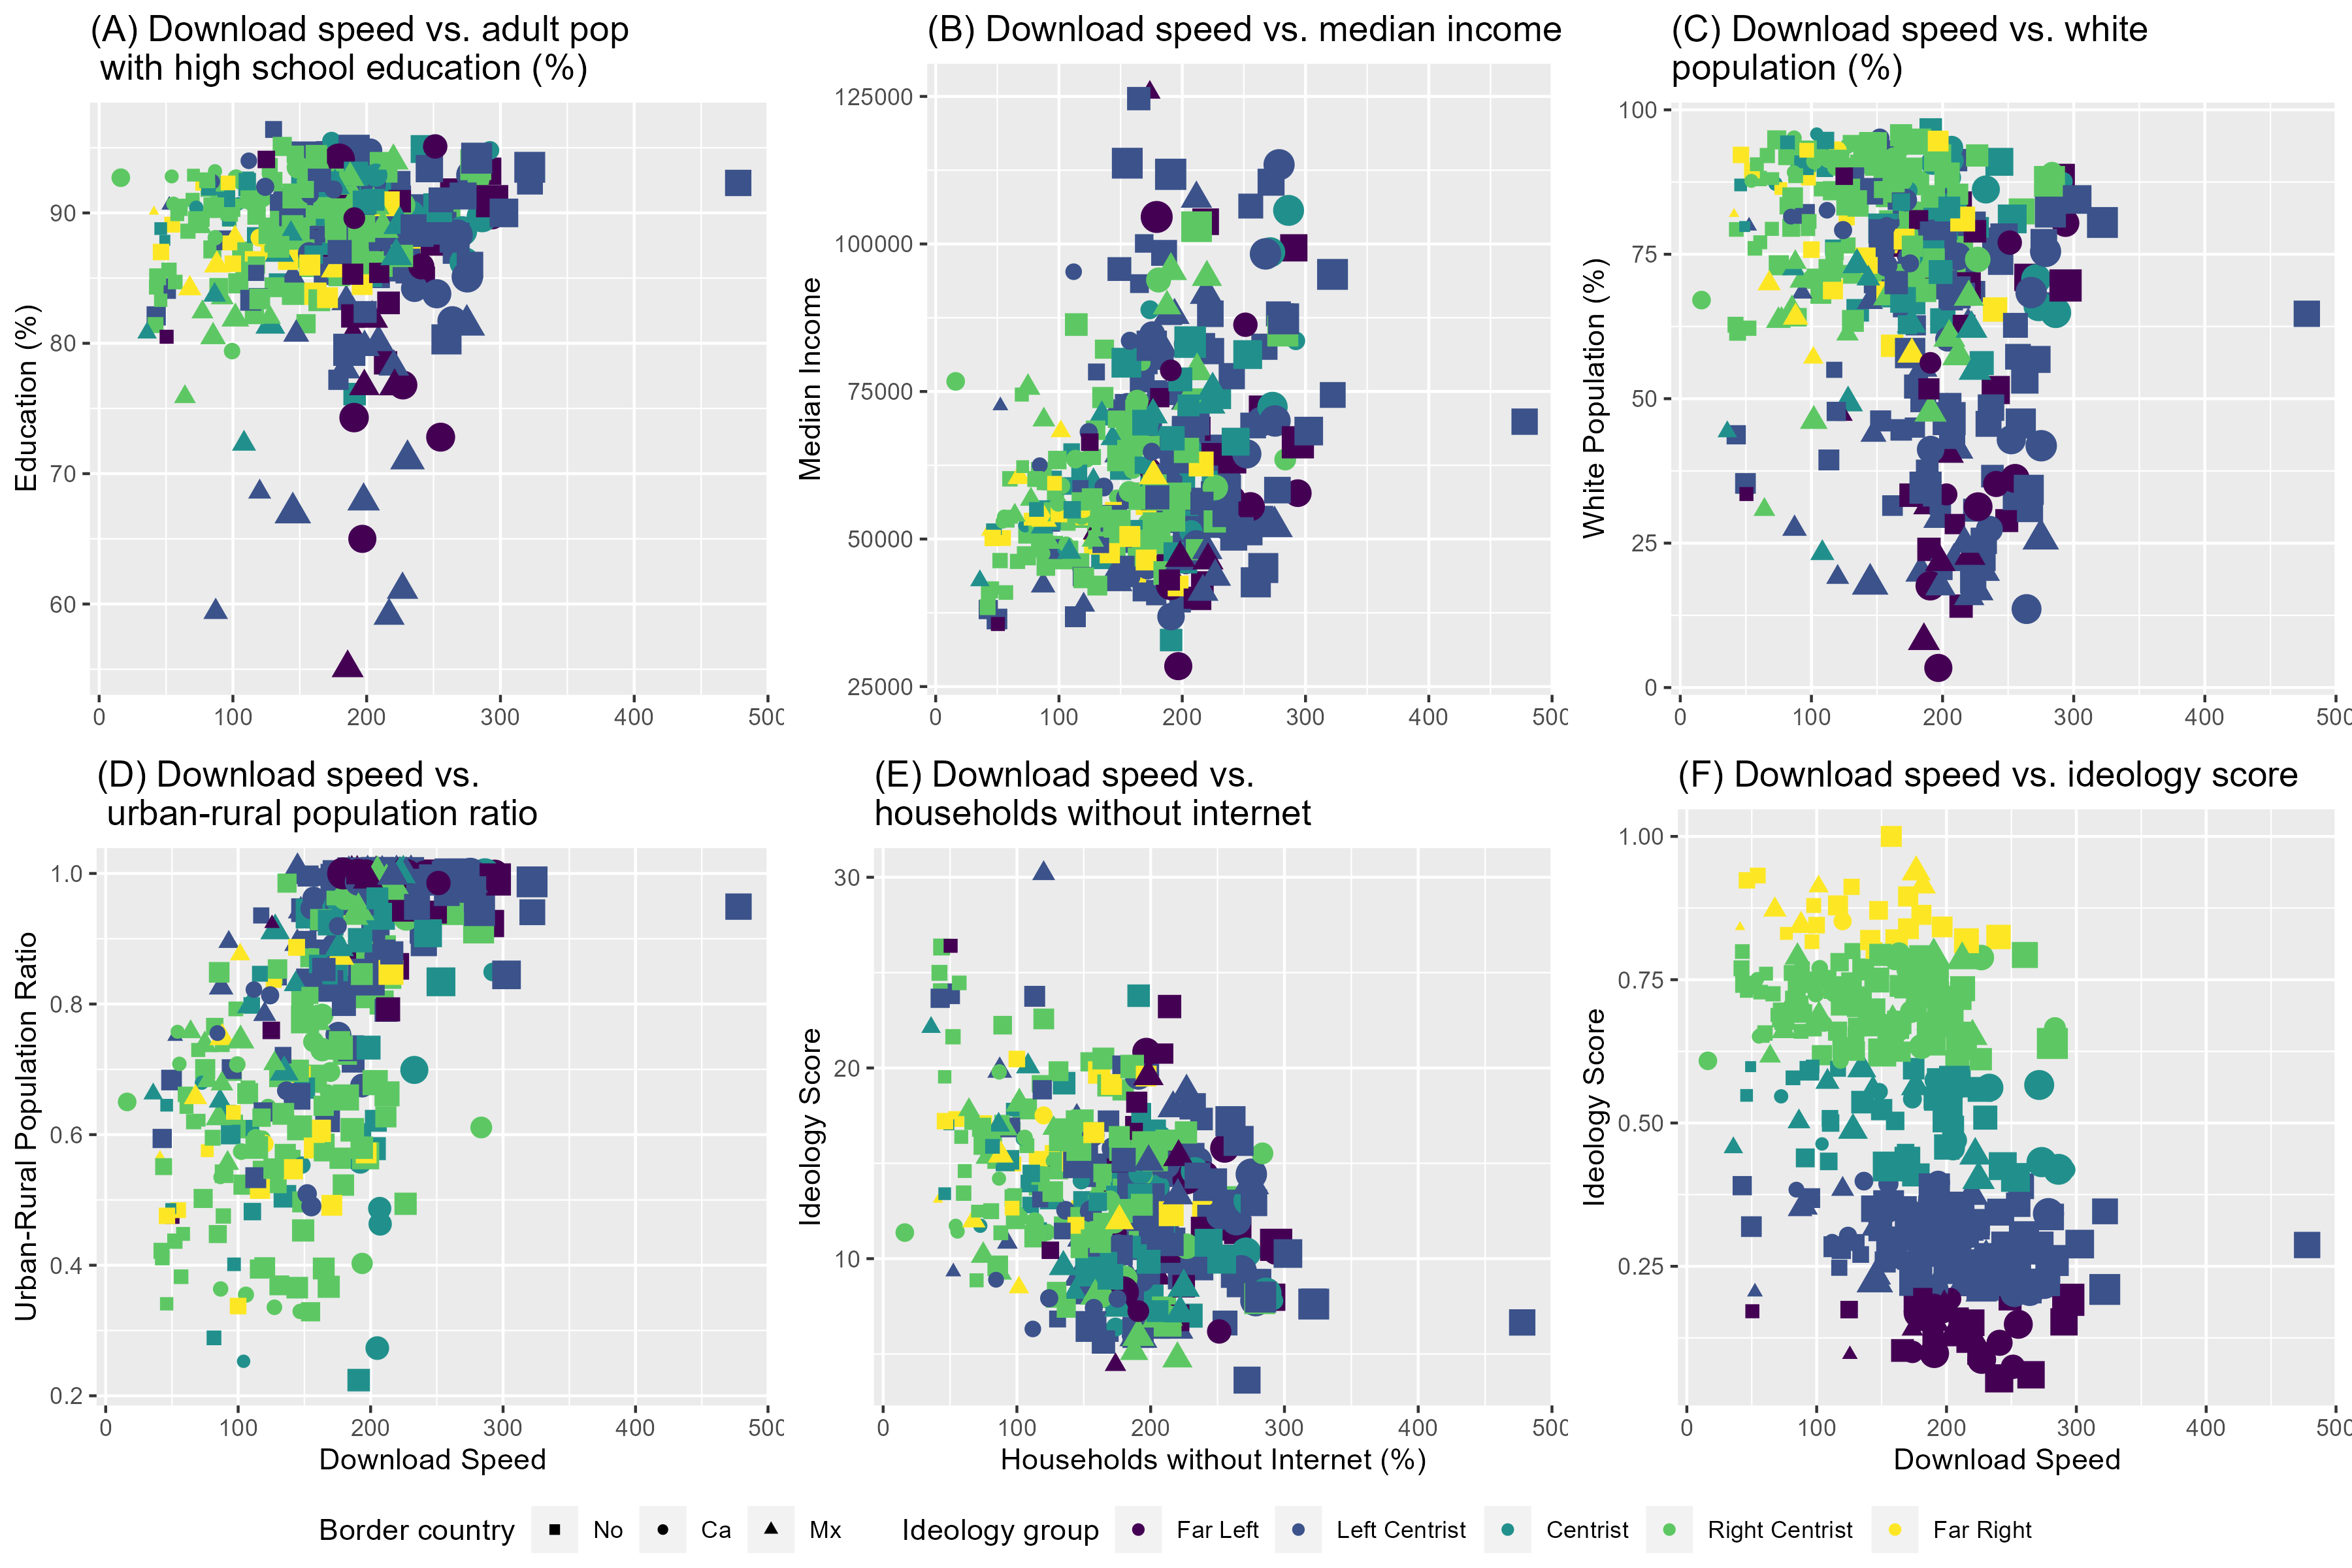 (A) Download speed vs. adult pop
with high school education (%)
Education (%)
90
80
70
60
0 100 200 300 400 500
(B) Download speed vs. median income
Median Income
125000
100000
75000
50000
25000
0 100 200 300 400 500
(C) Download speed vs. white
population (%)
White Population (%)
100
75
50
25
0
0 100 200 300 400 500
(D) Download speed vs.
urban-rural population ratio
Urban-Rural Population Ratio
1.0
0.8
0.6
0.4
0.2
0 100 200 300 400 500
Download Speed
(E) Download speed vs.
households without internet
Ideology Score
30
20
10
0 100 200 300 400 500
Households without Internet (%)
(F) Download speed vs. ideology score
Ideology Score
1.00
0.75
0.50
0.25
0 100 200 300 400 500
Download Speed
Border country No Ca Mx
Ideology group Far Left Left Centrist Centrist Right Centrist Far Right